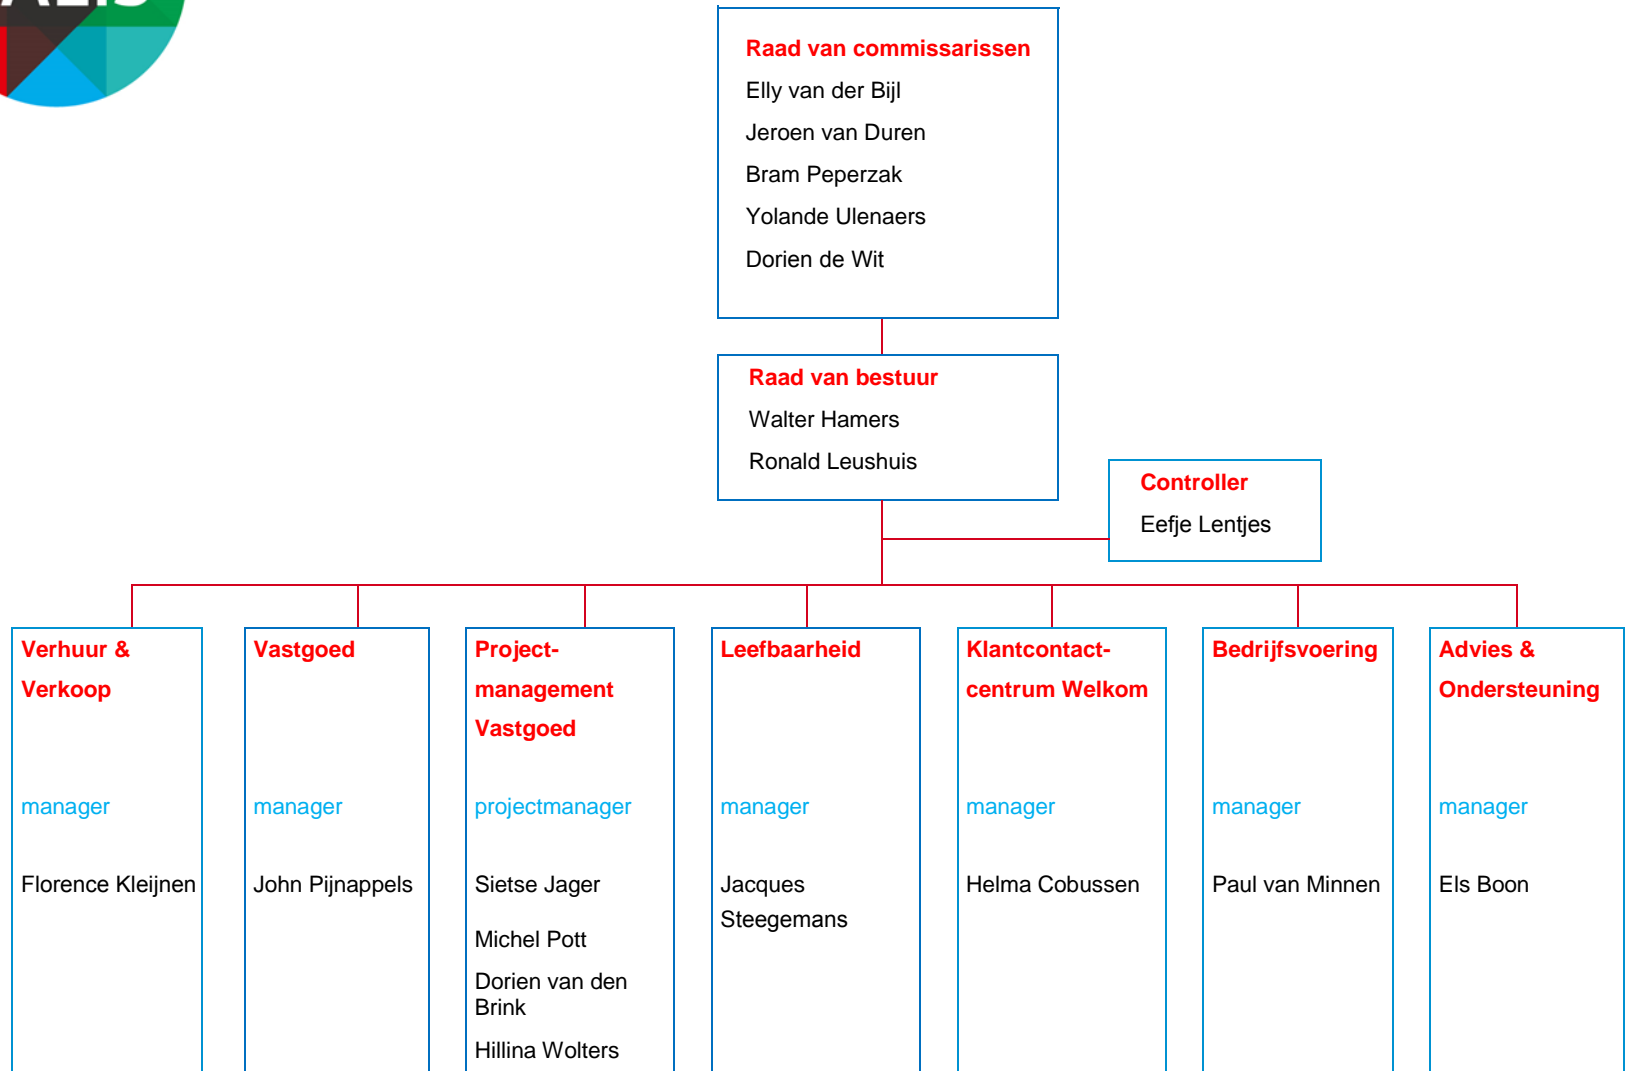 ALIS
Raad van commissarissen
Elly van der Bijl
Jeroen van Duren
Bram Peperzak
Yolande Ulenaers
Dorien de Wit
Raad van bestuur
Walter Hamers
Ronald Leushuis
Controller
Eefje Lentjes
Verhuur &
Verkoop
manager
Florence Kleijnen
Vastgoed
manager
John Pijnappels
Project-
management
Vastgoed
projectmanager
Sietse Jager
Michel Pott
Dorien van den
Brink
Hillina Wolters
Leefbaarheid
manager
Jacques
Steegemans
Klantcontact-
centrum Welkom
manager
Helma Cobussen
Bedrijfsvoering
manager
Paul van Minnen
Advies &
Ondersteuning
manager
Els Boon